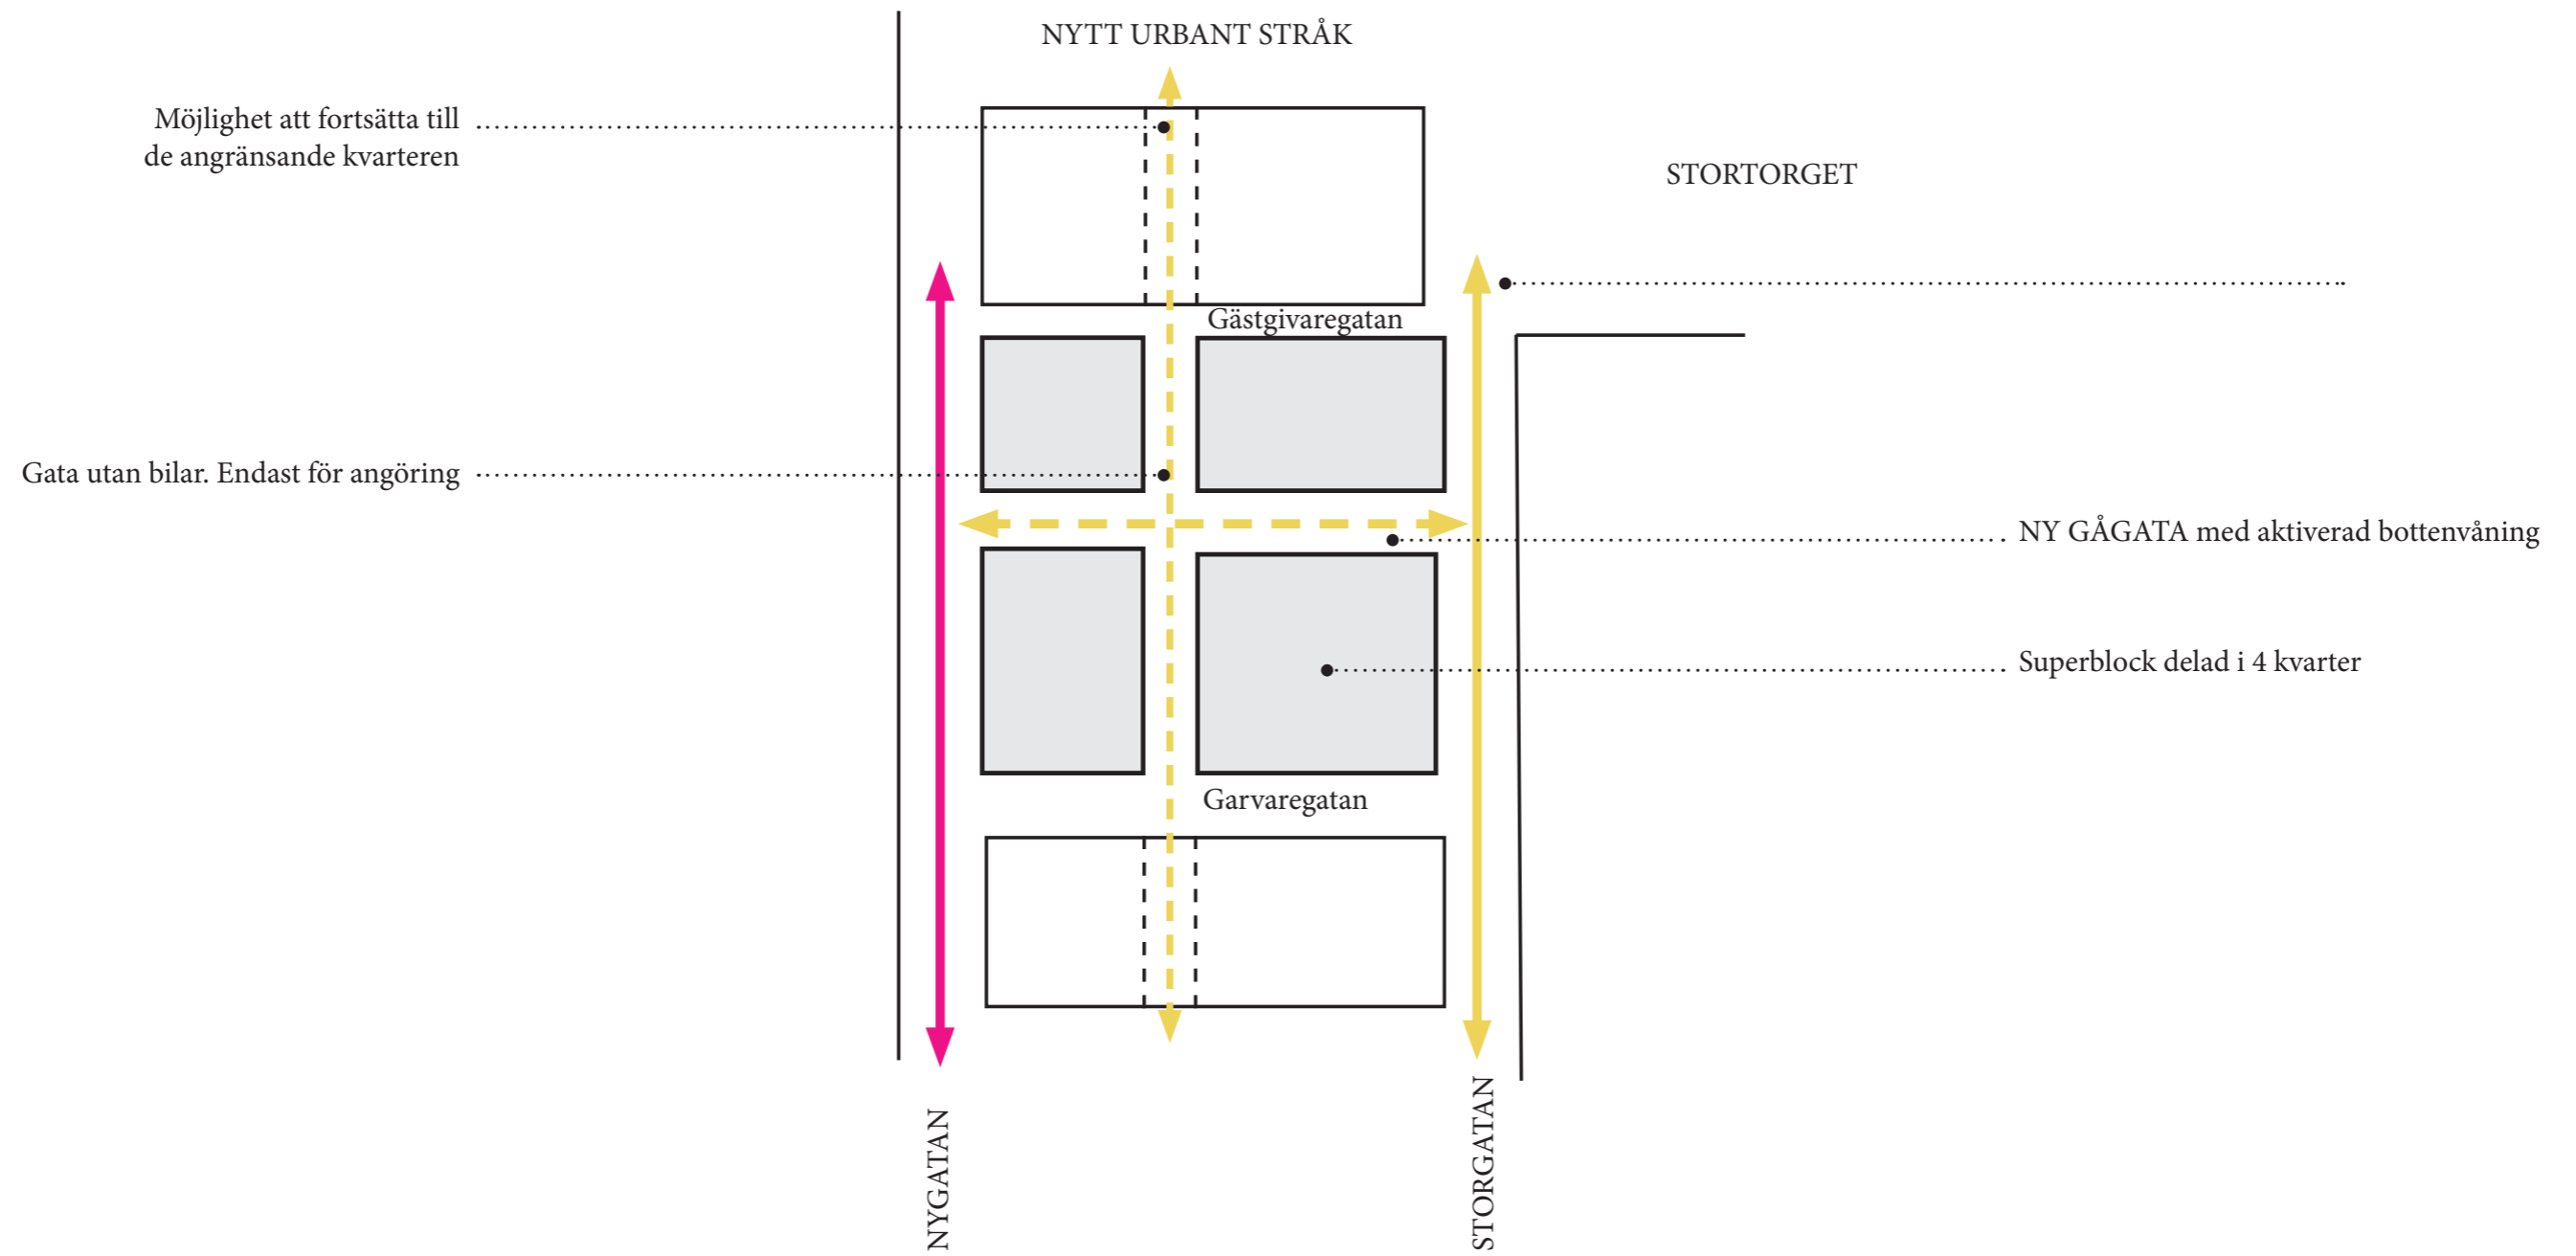 NYTT URBANT STRÅK
Möjlighet att fortsätta till
de angränsande kvarteren
STORTORGET
Gästgivaregatan
Gata utan bilar. Endast för angöring
NY GÅGATA med aktiverad bottenvåning
Superblock delad i 4 kvarter
Garvaregatan
NYGATAN
STORGATAN